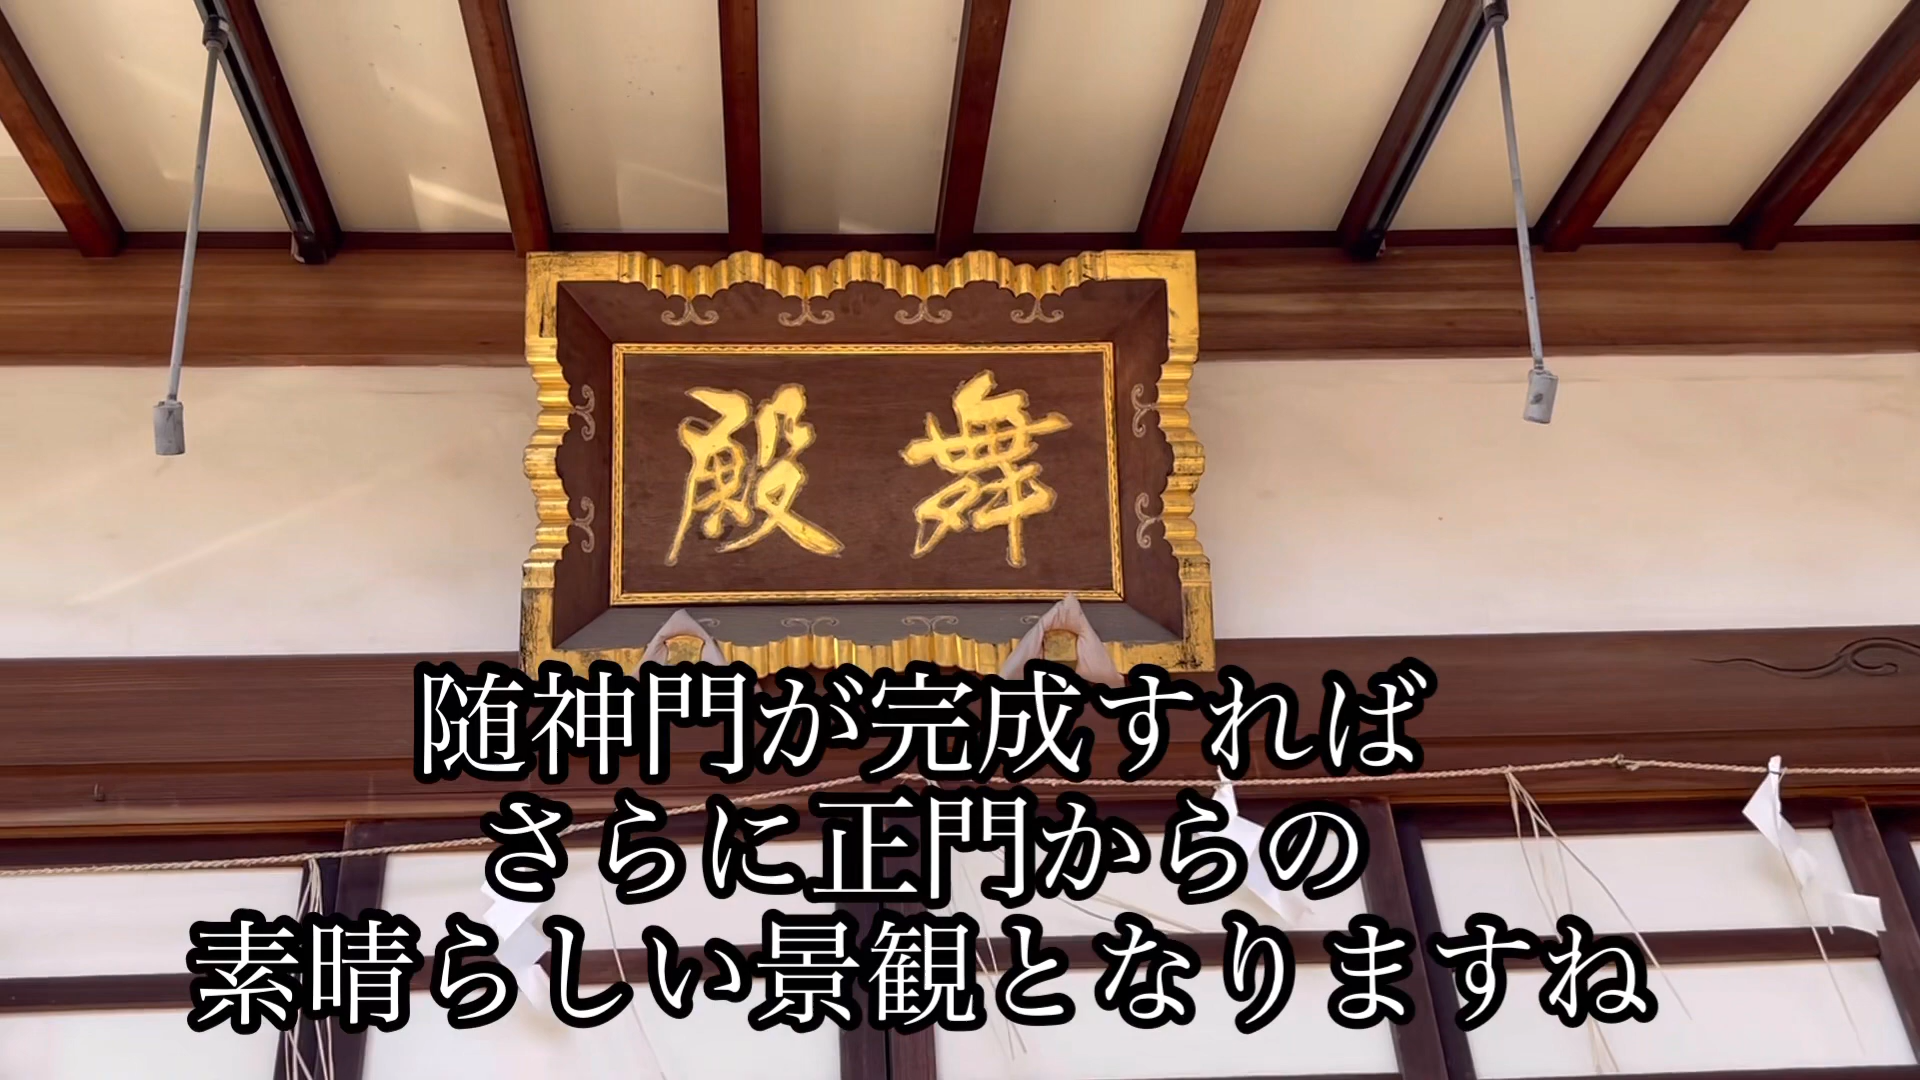 舞殿
随神門が完成すれば
さらに正門からの
素晴らしい景観となりますね